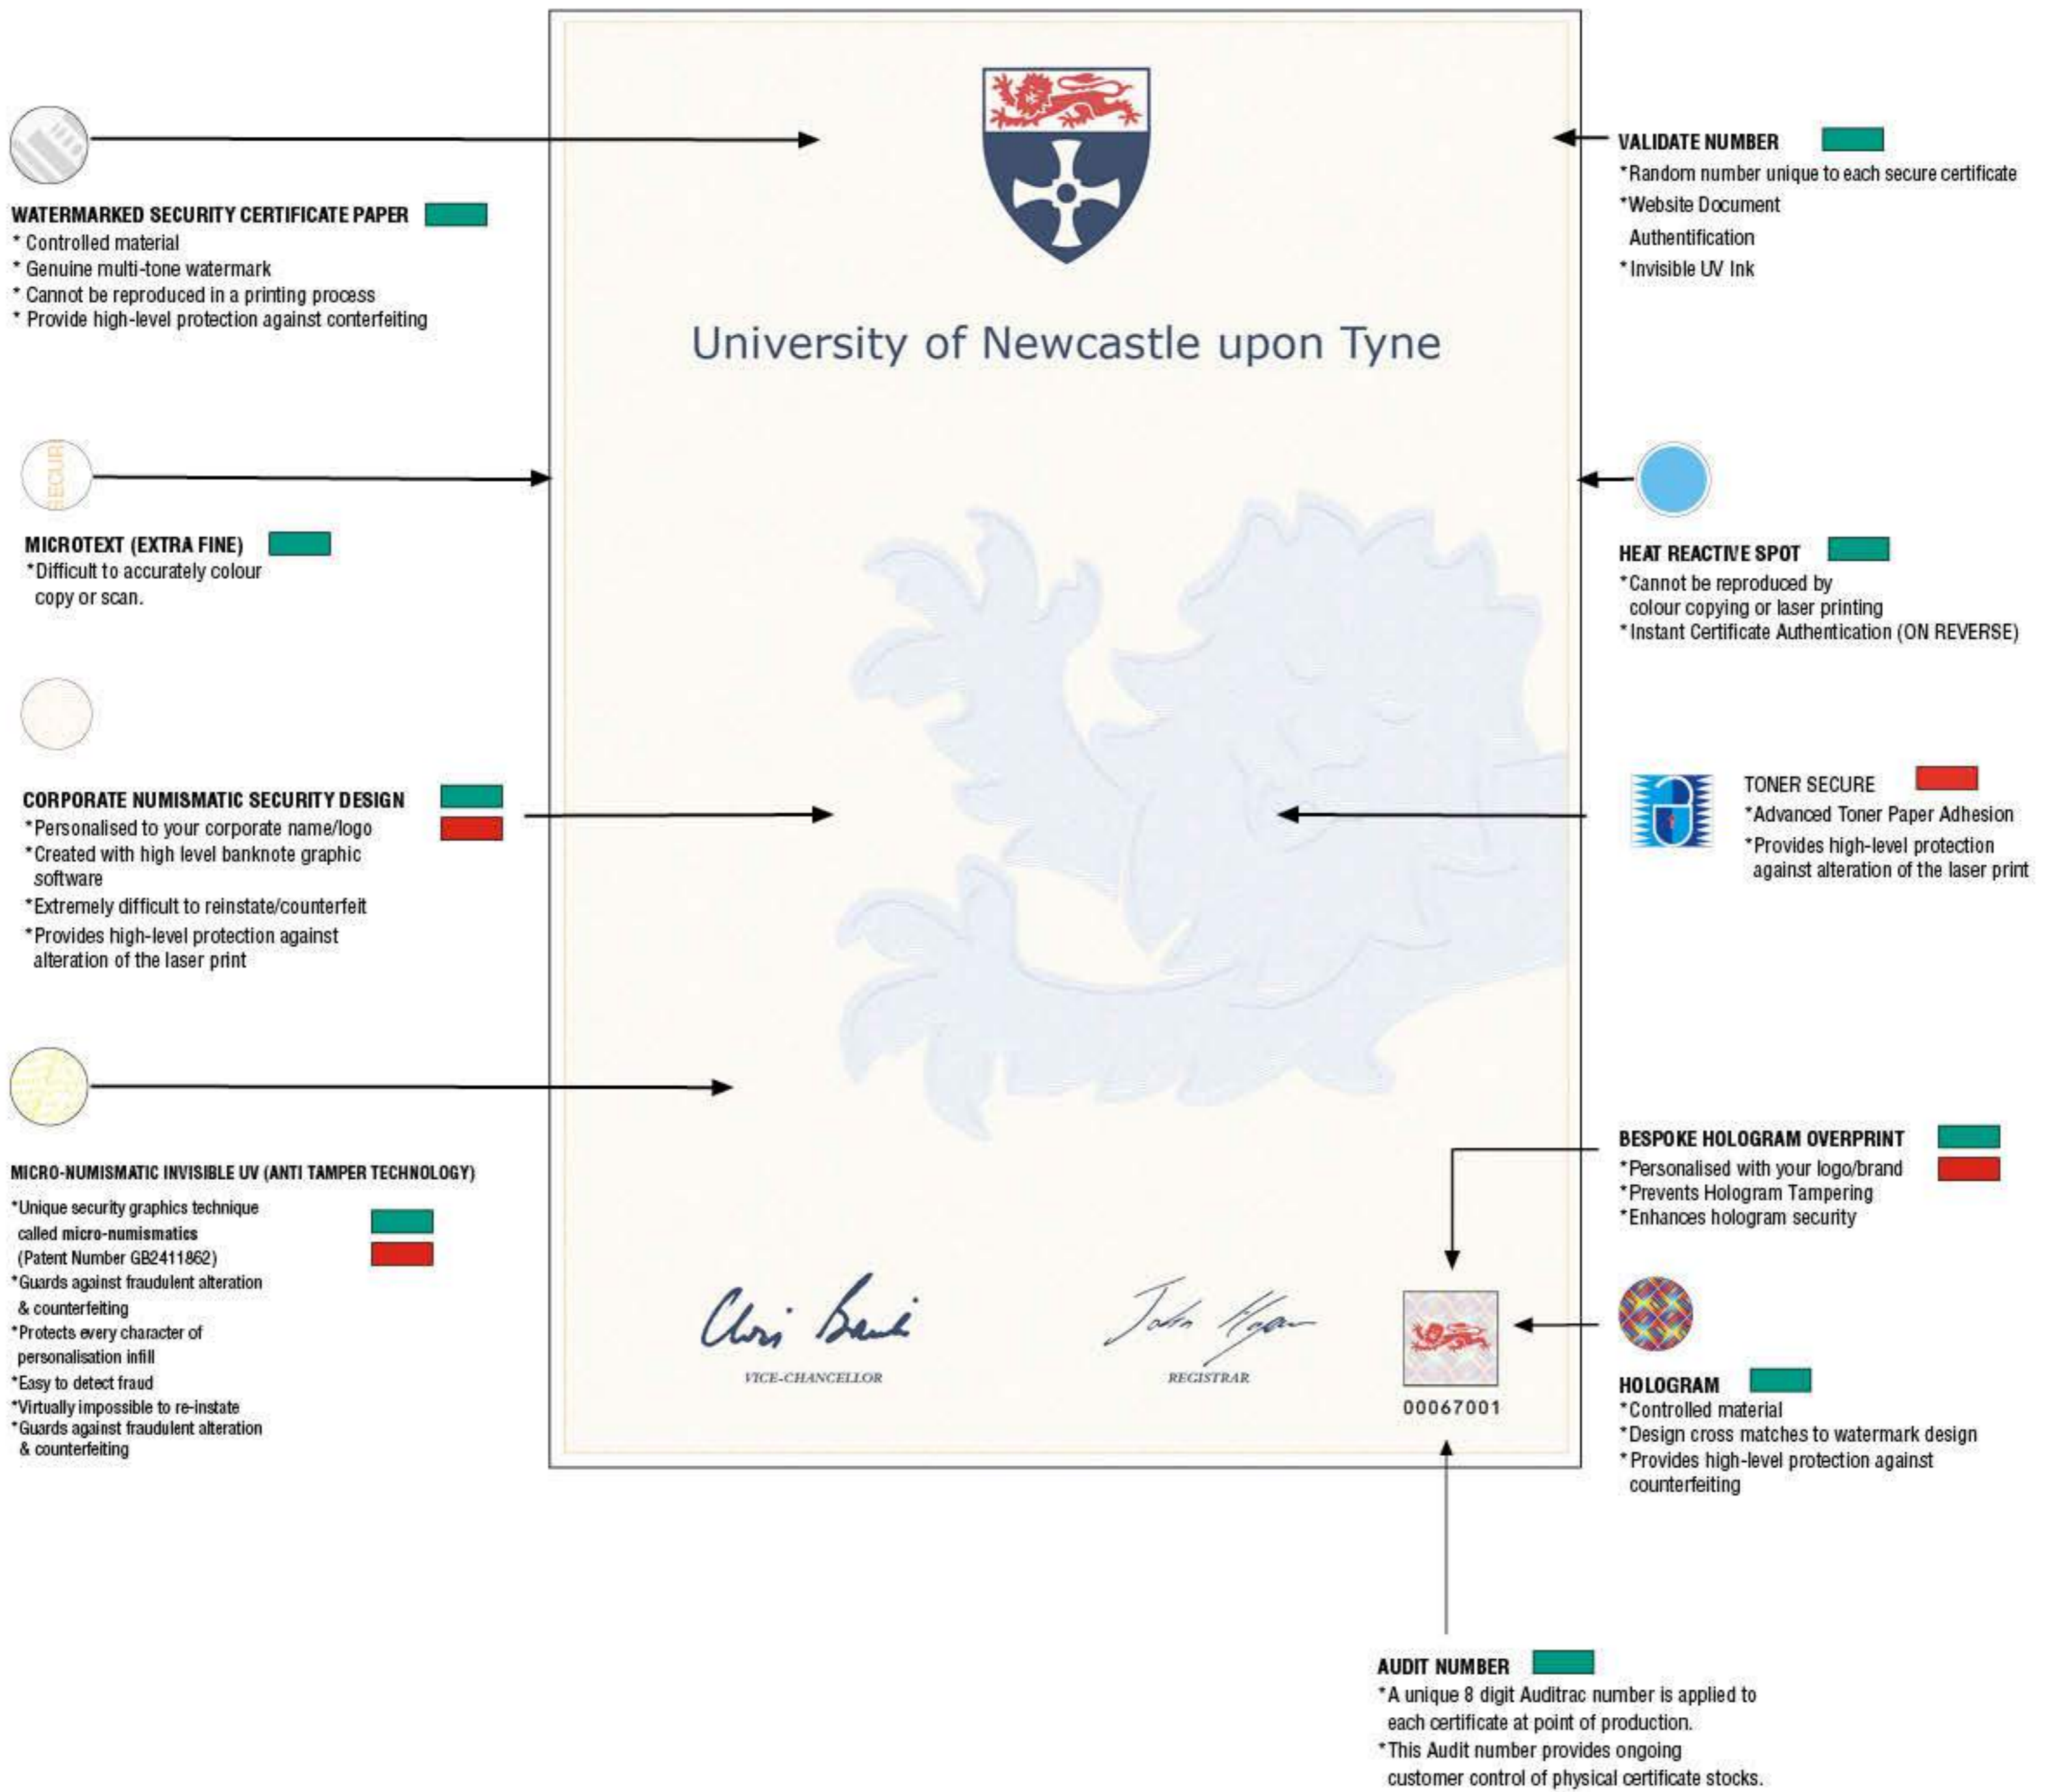 WATERMARKED SECURITY CERTIFICATE PAPER
* Controlled material
* Genuine multi-tone watermark
* Cannot be reproduced in a printing process
* Provide high-level protection against conterfeiting
SECUR
MICROTEXT (EXTRA FINE)
*Difficult to accurately colour
copy or scan.
CORPORATE NUMISMATIC SECURITY DESIGN
*Personalised to your corporate name/logo
*Created with high level banknote graphic
software
*Extremely difficult to reinstate/counterfeit
*Provides high-level protection against
alteration of the laser print
MICRO-NUMISMATIC INVISIBLE UV (ANTI TAMPER TECHNOLOGY)
*Unique security graphics technique
called micro-numismatics
(Patent Number GB2411862)
*Guards against fraudulent alteration
& counterfeiting
*Protects every character of
personalisation infill
*Easy to detect fraud
*Virtually impossible to re-instate
*Guards against fraudulent alteration
& counterfeiting
University of Newcastle upon Tyne
VICE-CHANCELLOR
REGISTRAR
00067001
VALIDATE NUMBER
*Random number unique to each secure certificate
*Website Document
Authentification
*Invisible UV Ink
HEAT REACTIVE SPOT
*Cannot be reproduced by
colour copying or laser printing
*Instant Certificate Authentication (ON REVERSE)
TONER SECURE
*Advanced Toner Paper Adhesion
*Provides high-level protection
against alteration of the laser print
BESPOKE HOLOGRAM OVERPRINT
*Personalised with your logo/brand
*Prevents Hologram Tampering
*Enhances hologram security
HOLOGRAM
*Controlled material
*Design cross matches to watermark design
*Provides high-level protection against
counterfeiting
AUDIT NUMBER
*A unique 8 digit Auditrac number is applied to
each certificate at point of production.
*This Audit number provides ongoing
customer control of physical certificate stocks.